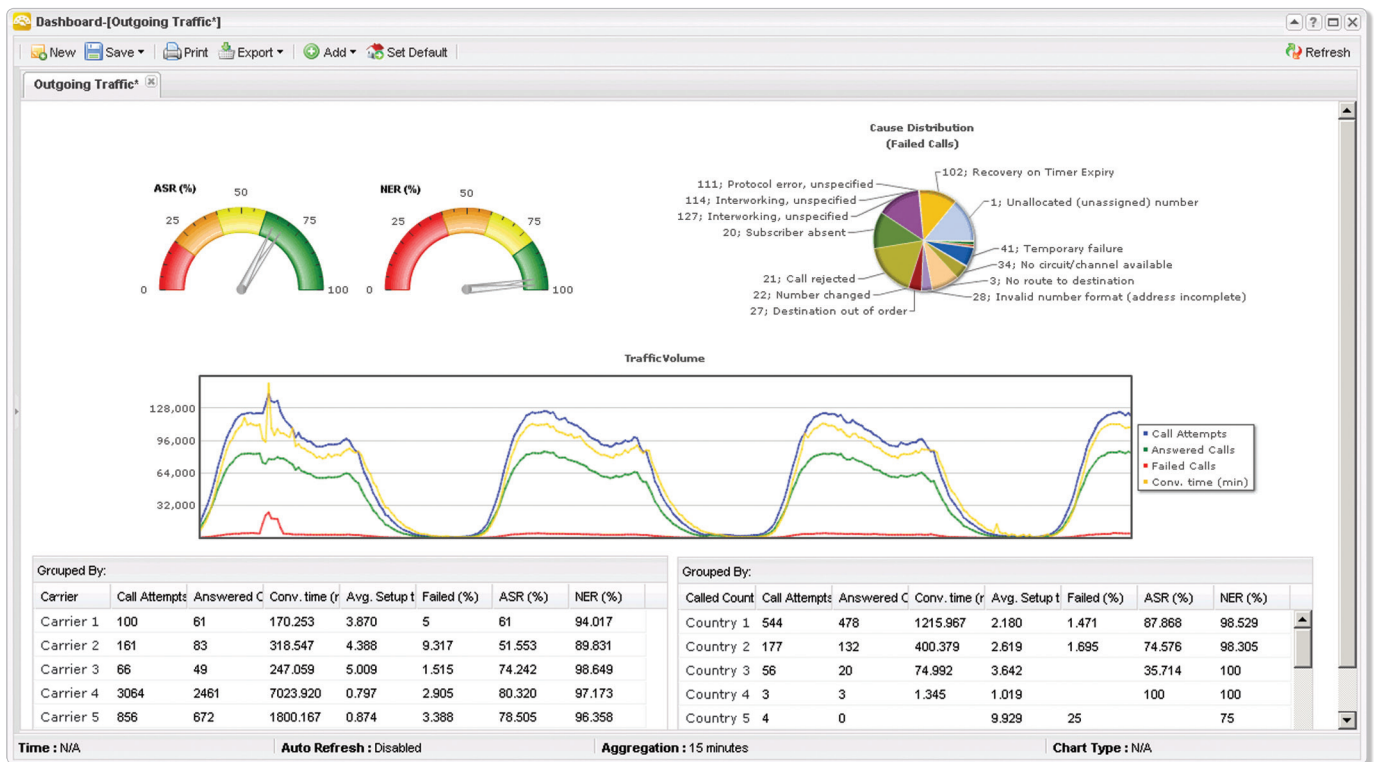 Dashboard-[Outgoing Traffic*]
New Save Print Export Add Set Default Refresh
Outgoing Traffic*
ASR (%)
0 25 50 75 100
NER (%)
0 25 50 75 100
Cause Distribution
(Failed Calls)
102; Recovery on Timer Expiry
1; Unallocated (unassigned) number
41; Temporary failure
34; No circuit/channel available
3; No route to destination
28; Invalid number format (address incomplete)
111; Protocol error, unspecified
114; Interworking, unspecified
127; Interworking, unspecified
20; Subscriber absent
21; Call rejected
22; Number changed
27; Destination out of order
TrafficVolume
128,000
96,000
64,000
32,000
Call Attempts
Answered Calls
Failed Calls
Conv. time (min)
Grouped By:
Carrier Call Attempts Answered C Conv. time (r Avg. Setup t Failed (%) ASR (%) NER (%)
Carrier 1 100 61 170.253 3.870 5 61 94.017
Carrier 2 161 83 318.547 4.388 9.317 51.553 89.831
Carrier 3 66 49 247.059 5.009 1.515 74.242 98.649
Carrier 4 3064 2461 7023.920 0.797 2.905 80.320 97.173
Carrier 5 856 672 1800.167 0.874 3.388 78.505 96.358
Grouped By:
Called Count Call Attempts Answered C Conv. time (r Avg. Setup t Failed (%) ASR (%) NER (%)
Country 1 544 478 1215.967 2.180 1.471 87.868 98.529
Country 2 177 132 400.379 2.619 1.695 74.576 98.305
Country 3 56 20 74.992 3.642 35.714 100
Country 4 3 3 1.345 1.019 100 100
Country 5 4 0 9.929 25 75
Time : N/A Auto Refresh : Disabled Aggregation : 15 minutes Chart Type : N/A